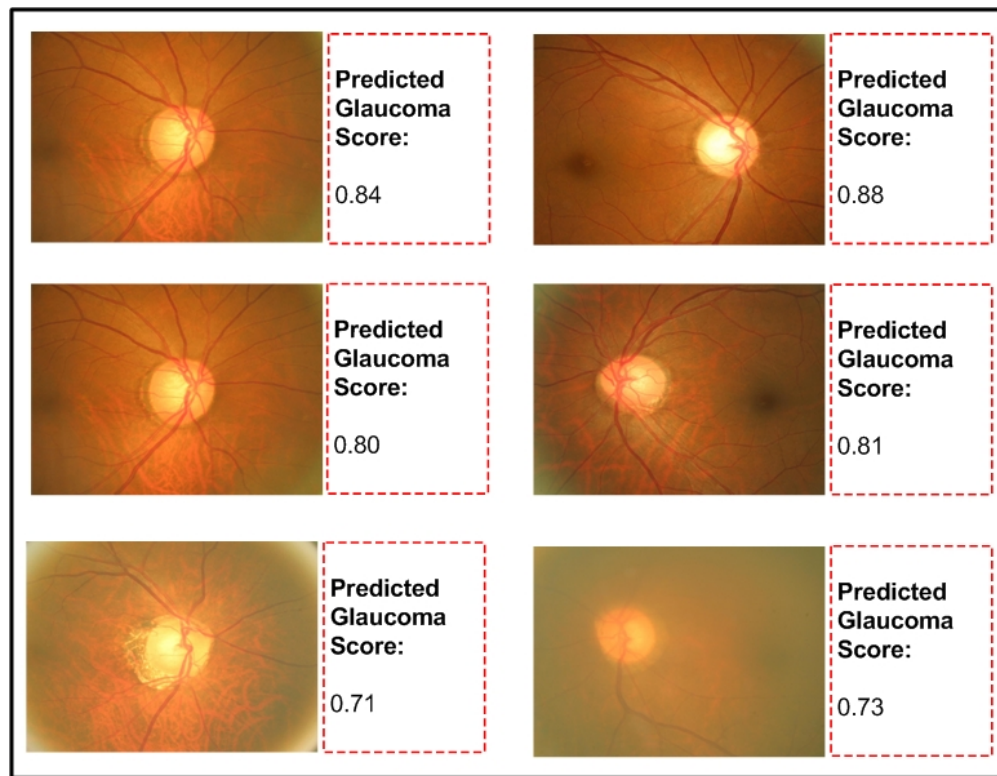 Predicted
Glaucoma
Score:
0.84
Predicted
Glaucoma
Score:
0.88
Predicted
Glaucoma
Score:
0.80
Predicted
Glaucoma
Score:
0.81
Predicted
Glaucoma
Score:
0.71
Predicted
Glaucoma
Score:
0.73